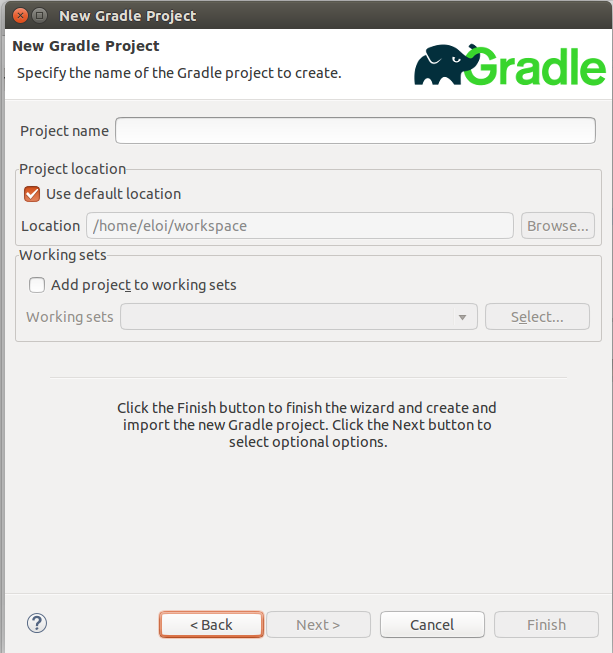 New Gradle Project
New Gradle Project
Specify the name of the Gradle project to create.
Gradle
Project name
Project location
Use default location
Location /home/eloi/workspace Browse...
Working sets
Add project to working sets
Working sets Select...
Click the Finish button to finish the wizard and create and
import the new Gradle project. Click the Next button to
select optional options.
? < Back Next > Cancel Finish